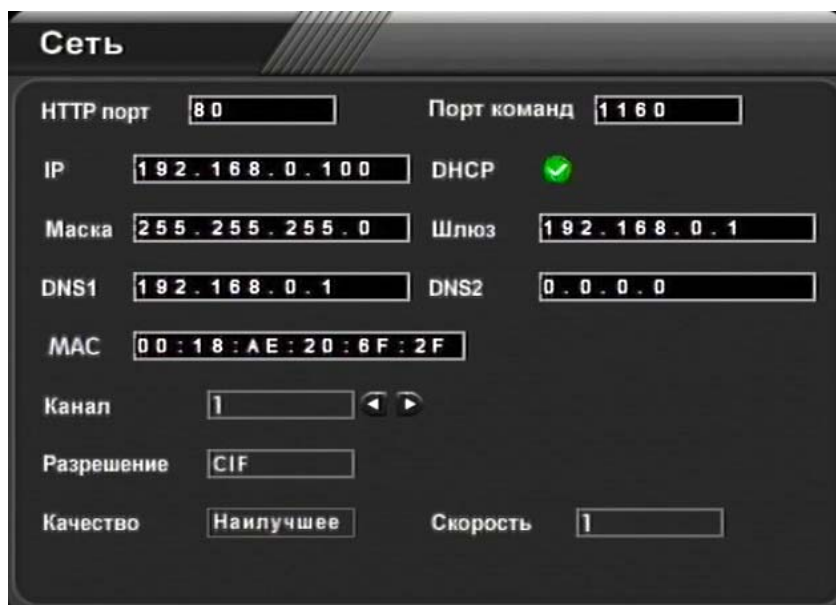 Сеть
HTTP порт 80 Порт команд 1160
IP 192.168.0.100 DHCP
Маска 255.255.255.0 Шлюз 192.168.0.1
DNS1 192.168.0.1 DNS2 0.0.0.0
MAC 00:18:AE:20:6F:2F
Канал 1
Разрешение CIF
Качество Наилучшее Скорость 1